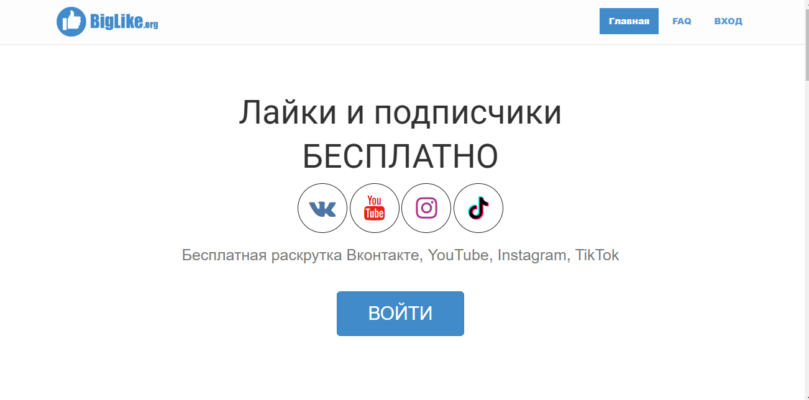 BigLike.org
Главная FAQ ВХОД
Лайки и подписчики
БЕСПЛАТНО
You
Tube
Бесплатная раскрутка Вконтакте, YouTube, Instagram, TikTok
ВОЙТИ